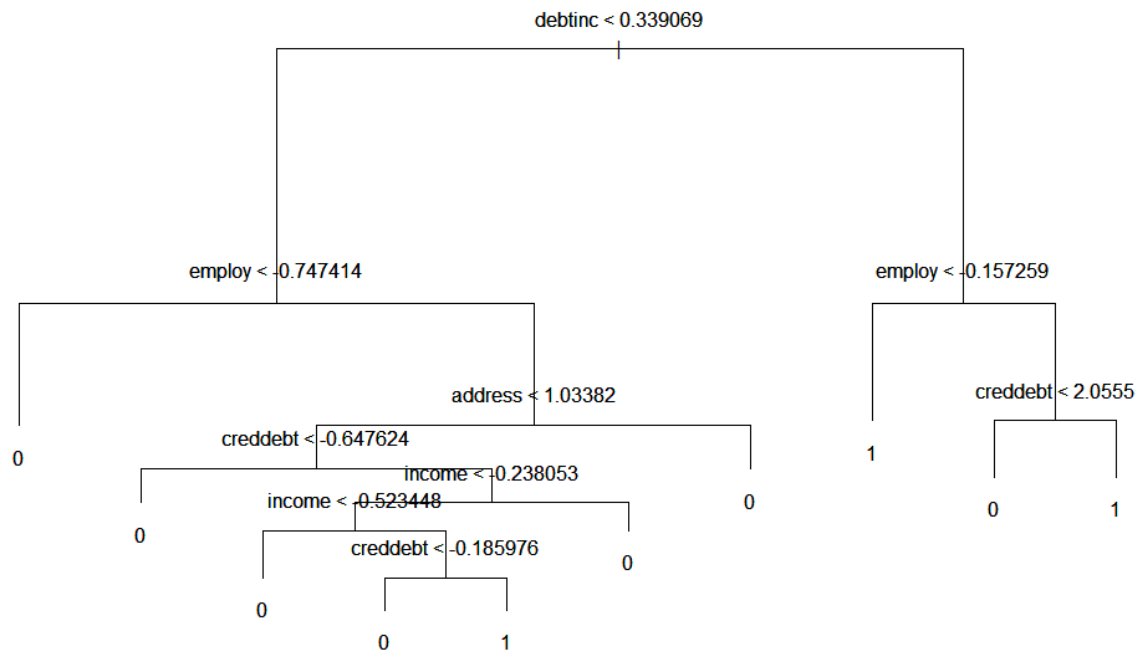 debtinc < 0.339069
employ < -0.747414
employ < -0.157259
address < 1.03382
creddebt < 2.0555
creddebt < -0.647624
0
1
income < -0.238053
0
income < -0.523448
0
1
0
creddebt < -0.185976
0
0
0
1